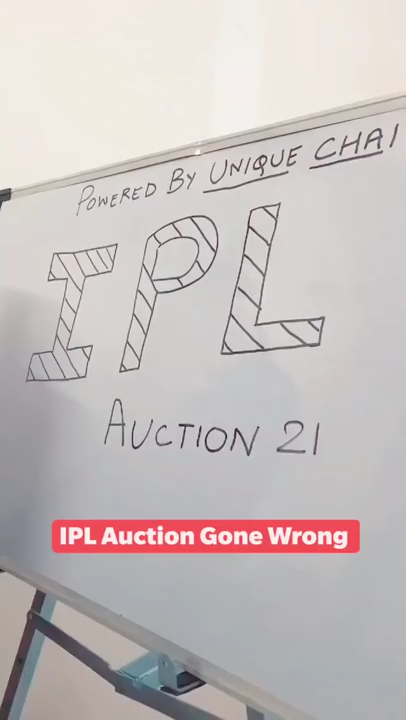 POWERED BY UNIQUE CHAI
IPL
AUCTION 21
IPL Auction Gone Wrong